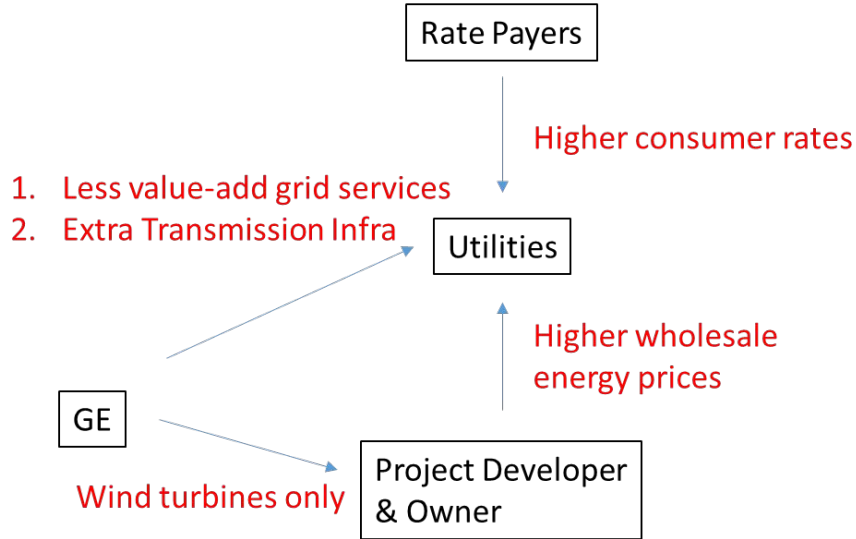 Rate Payers
Higher consumer rates
1. Less value-add grid services
2. Extra Transmission Infra
Utilities
Higher wholesale
energy prices
GE
Wind turbines only
Project Developer
& Owner